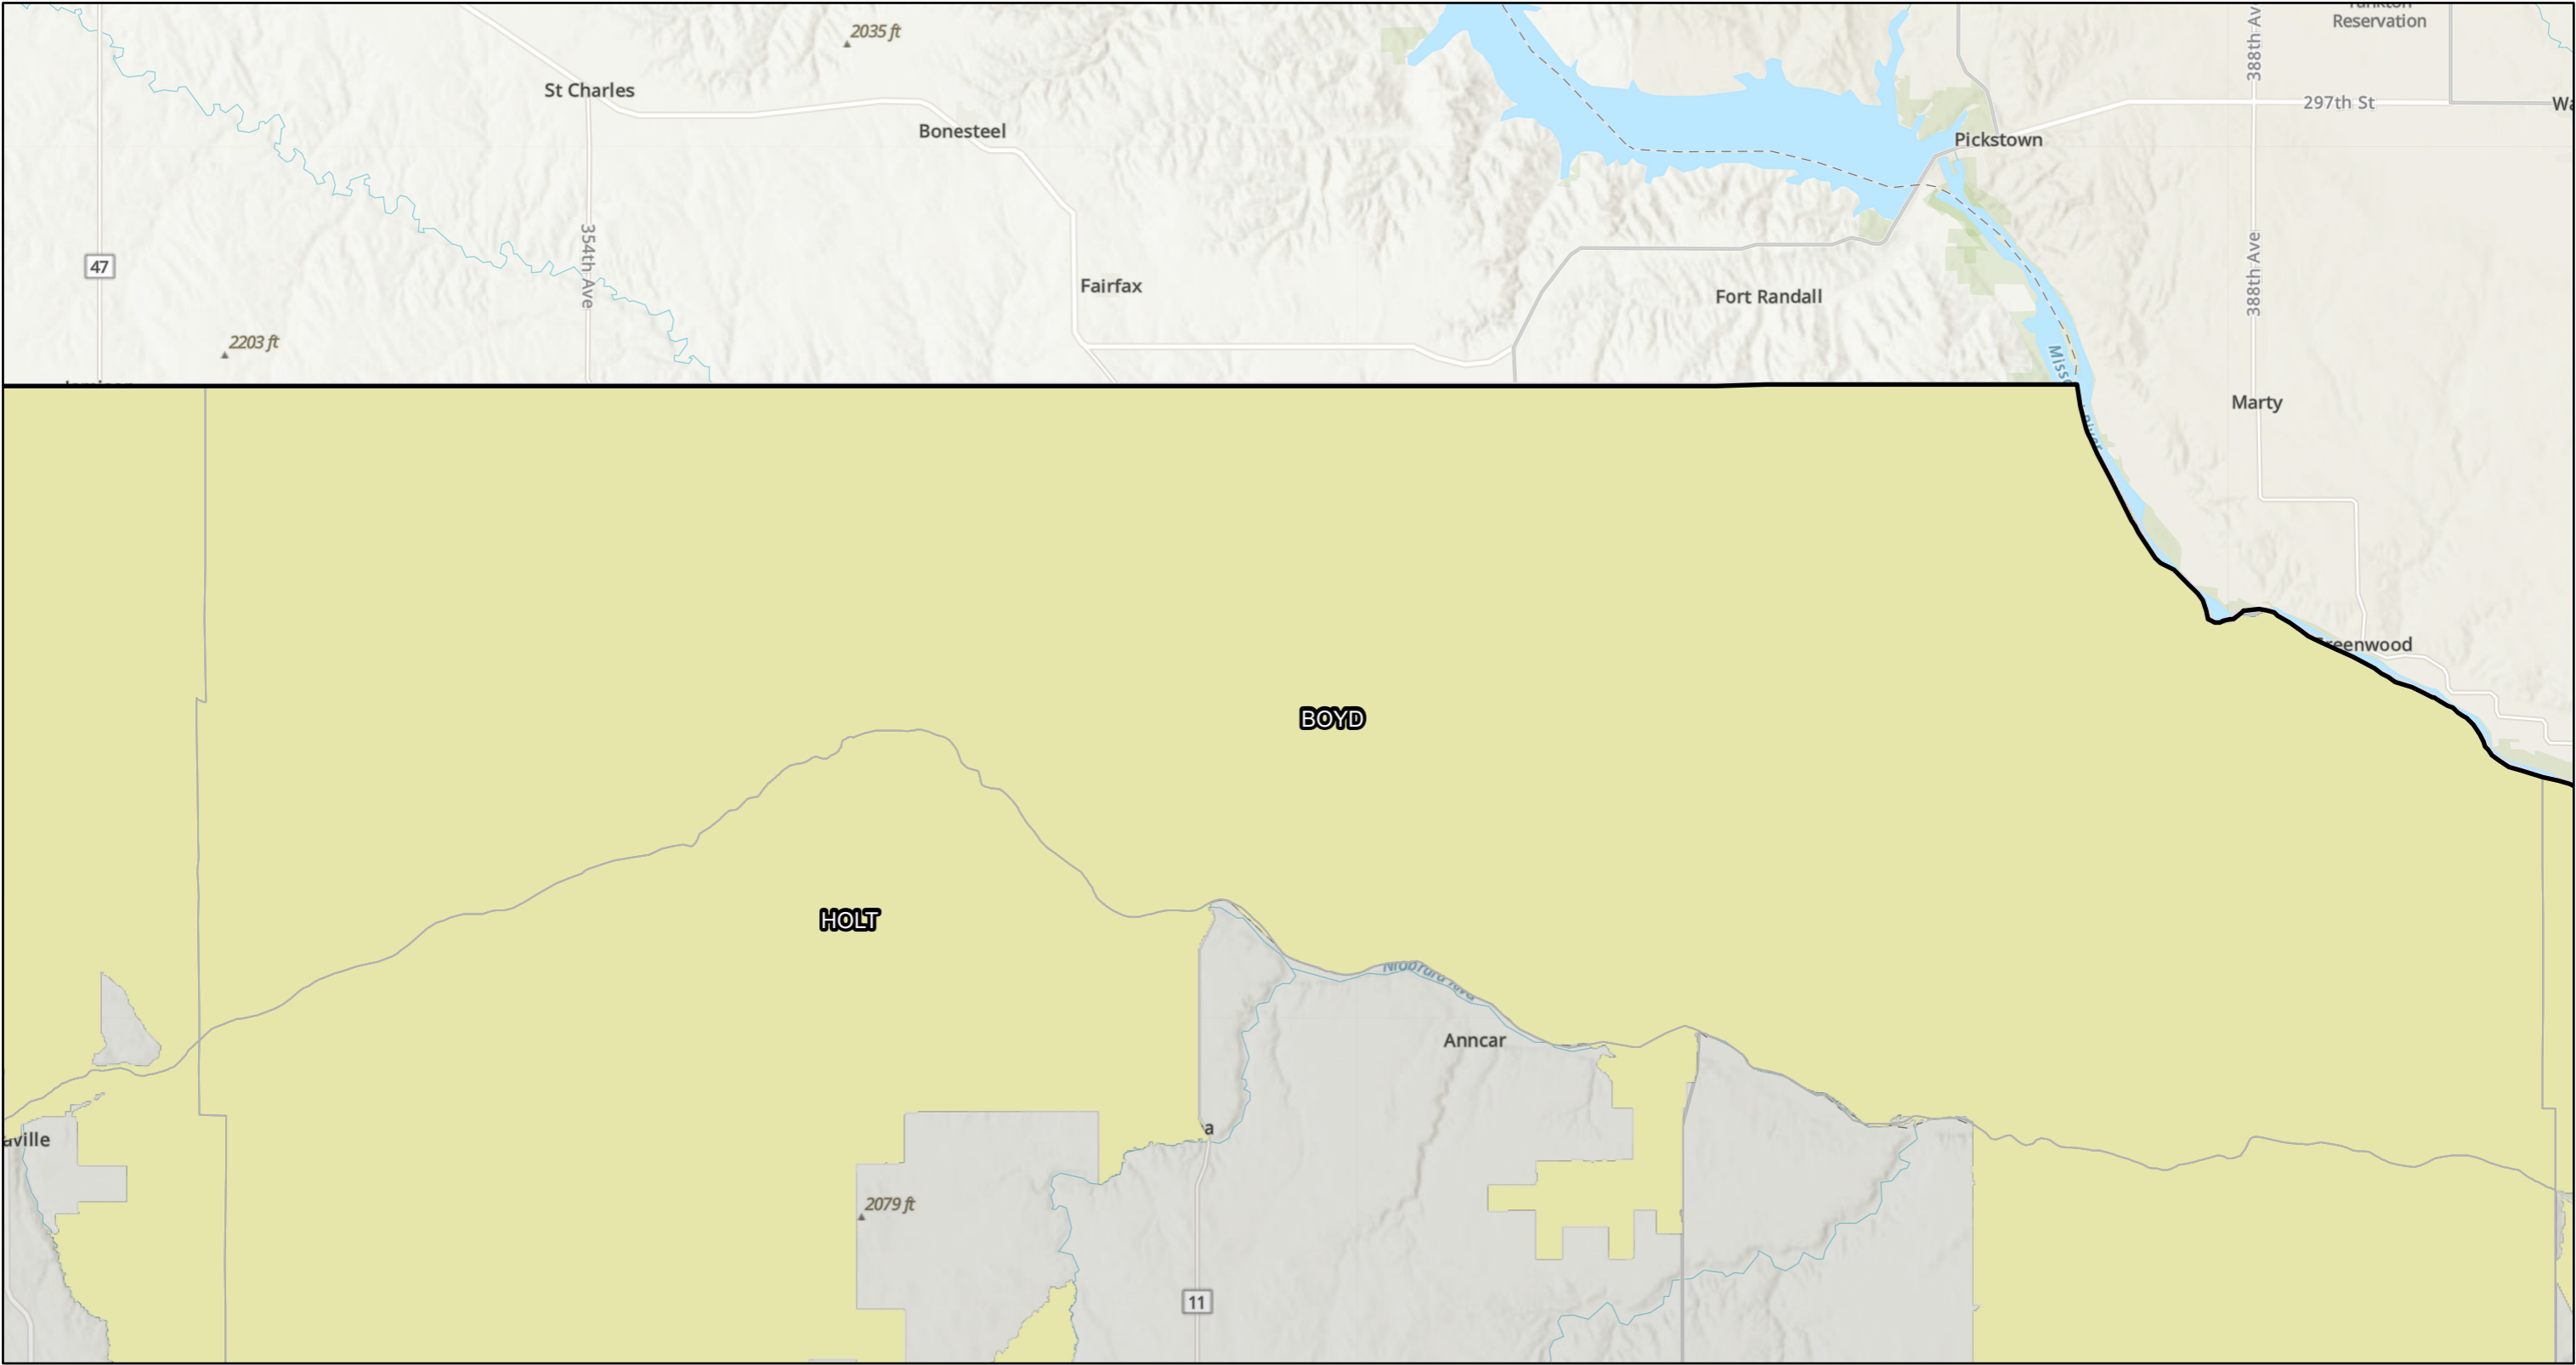 Reservation
2035 ft
388th Av
St Charles
297th St
Bonesteel
Pickstown
47
354th Ave
388th Ave
Fairfax
Fort Randall
2203 ft
Marty
BOYD
HOLT
Anncar
2079 ft
11